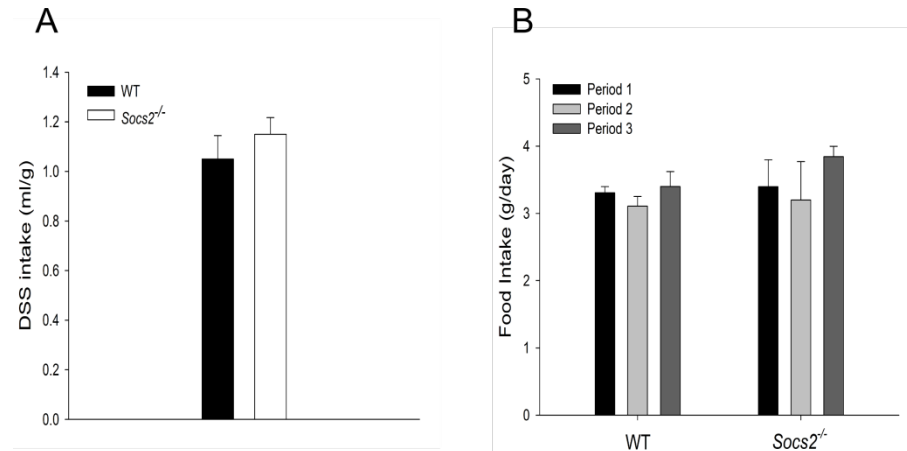 A
DSS intake (ml/g)
1.4
1.2
1.0
0.8
0.6
0.4
0.2
0.0
WT
Socs2-/-
B
Food Intake (g/day)
5
4
3
2
1
0
Period 1
Period 2
Period 3
WT
Socs2-/-